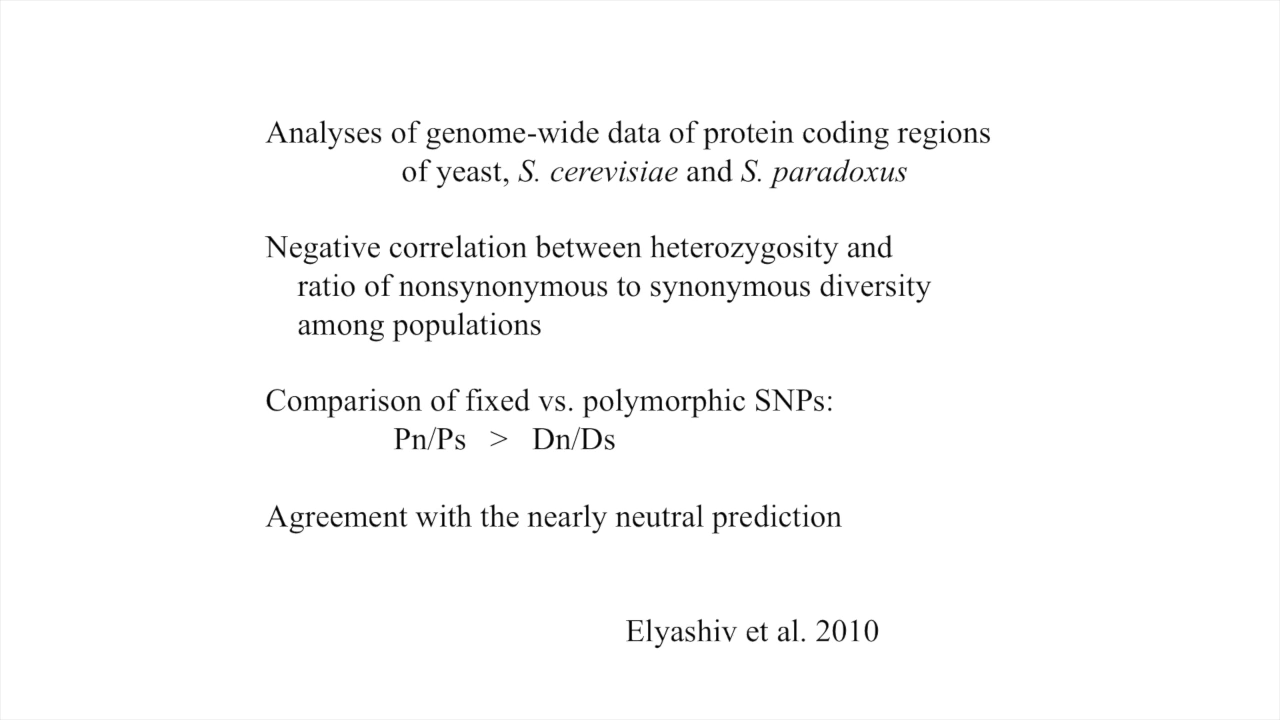 Analyses of genome-wide data of protein coding regions
of yeast, S. cerevisiae and S. paradoxus
Negative correlation between heterozygosity and
ratio of nonsynonymous to synonymous diversity
among populations
Comparison of fixed vs. polymorphic SNPs:
Pn/Ps > Dn/Ds
Agreement with the nearly neutral prediction
Elyashiv et al. 2010